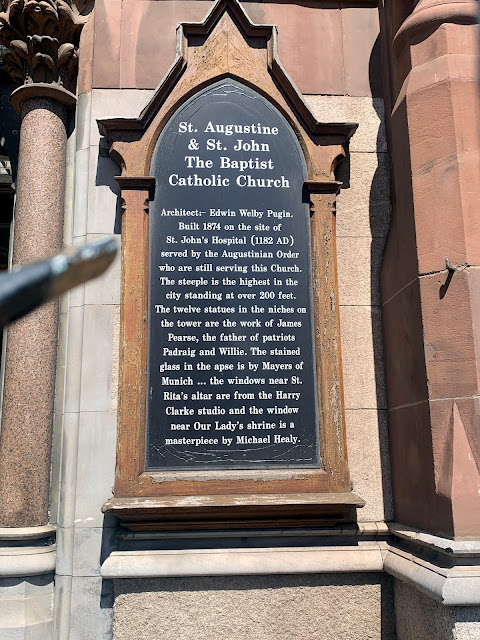 St. Augustine
& St. John
The Baptist
Catholic Church
Architect:- Edwin Welby Pugin.
Built 1874 on the site of
St. John's Hospital (1182 AD)
served by the Augustinian Order
who are still serving this Church.
The steeple is the highest in the
city standing at over 200 feet.
The twelve statues in the niches on
the tower are the work of James
Pearse, the father of patriots
Padraig and Willie. The stained
glass in the apse is by Mayers of
Munich ... the windows near St.
Rita's altar are from the Harry
Clarke studio and the window
near Our Lady's shrine is a
masterpiece by Michael Healy.